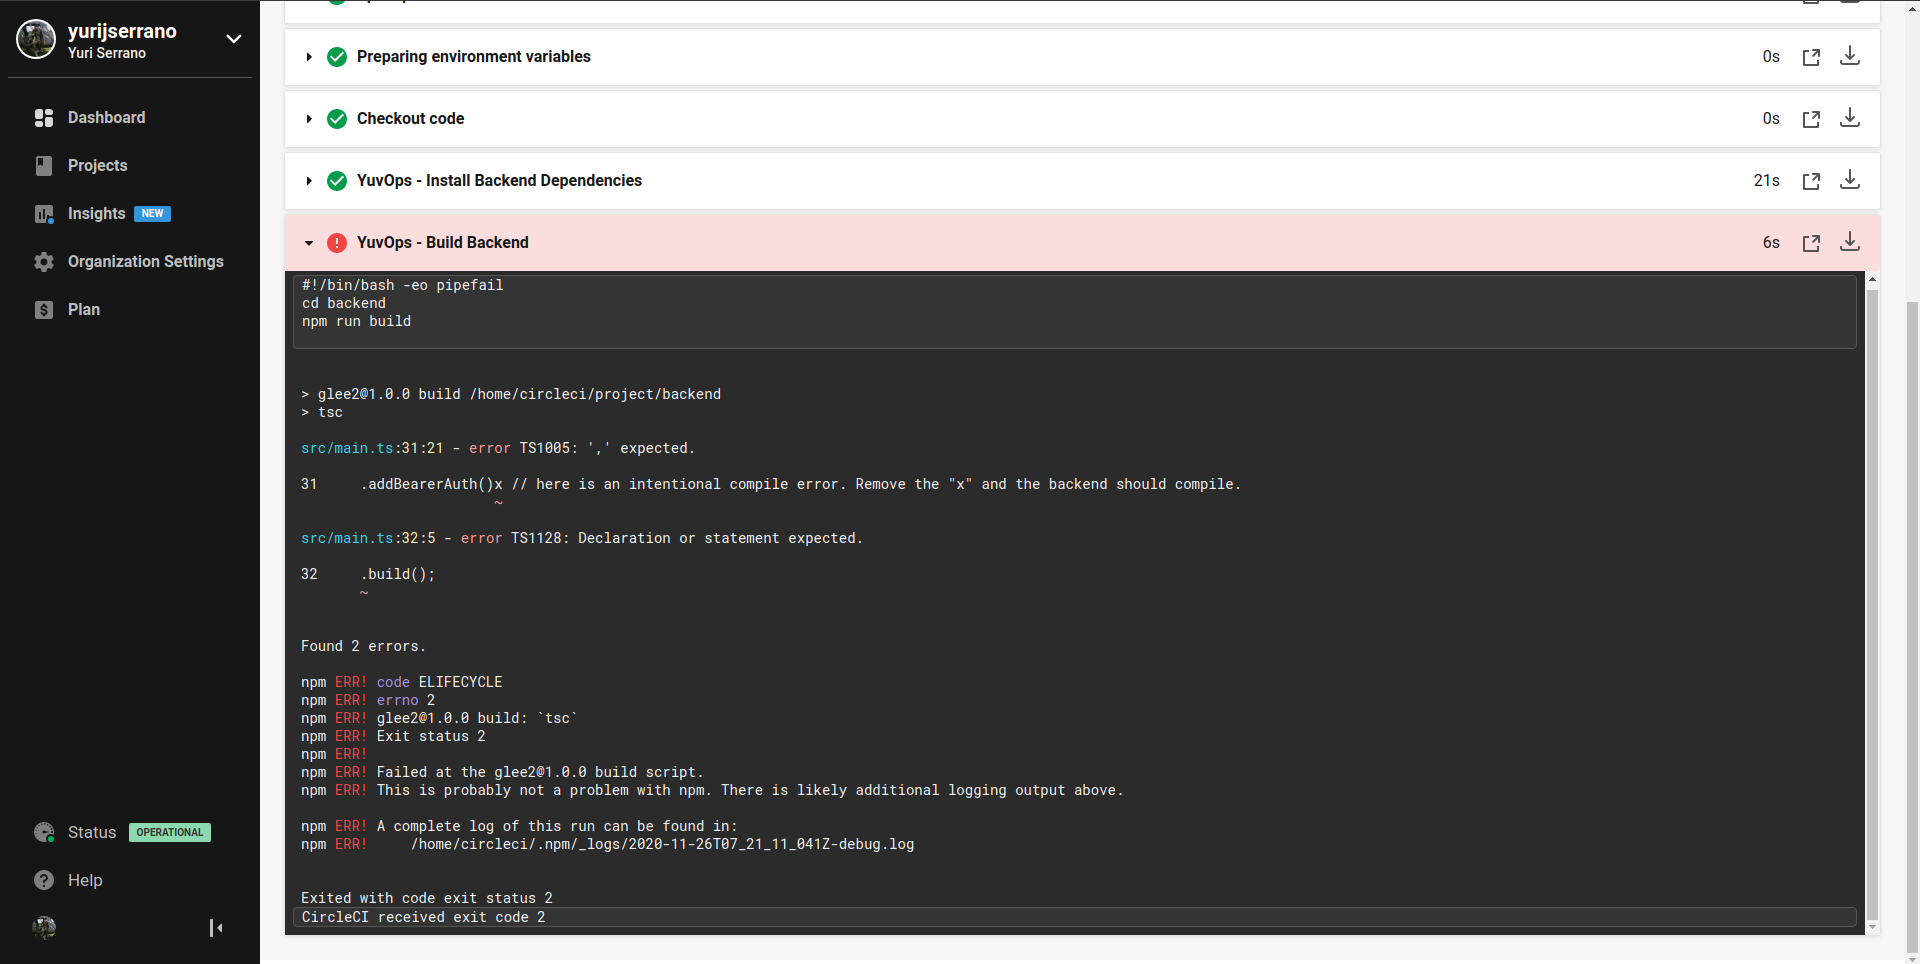 yurijserrano
Yuri Serrano
Dashboard
Projects
Insights NEW
Organization Settings
Plan
Status OPERATIONAL
Help
Preparing environment variables 0s
Checkout code 0s
YuvOps - Install Backend Dependencies 21s
YuvOps - Build Backend 6s
#!/bin/bash -eo pipefail
cd backend
npm run build
> glee2@1.0.0 build /home/circleci/project/backend
> tsc
src/main.ts:31:21 - error TS1005: ',' expected.
31     .addBearerAuth()x // here is an intentional compile error. Remove the "x" and the backend should compile.
~
src/main.ts:32:5 - error TS1128: Declaration or statement expected.
32     .build();
~
Found 2 errors.
npm ERR! code ELIFECYCLE
npm ERR! errno 2
npm ERR! glee2@1.0.0 build: `tsc`
npm ERR! Exit status 2
npm ERR!
npm ERR! Failed at the glee2@1.0.0 build script.
npm ERR! This is probably not a problem with npm. There is likely additional logging output above.
npm ERR! A complete log of this run can be found in:
npm ERR!     /home/circleci/.npm/_logs/2020-11-26T07_21_11_041Z-debug.log
Exited with code exit status 2
CircleCI received exit code 2